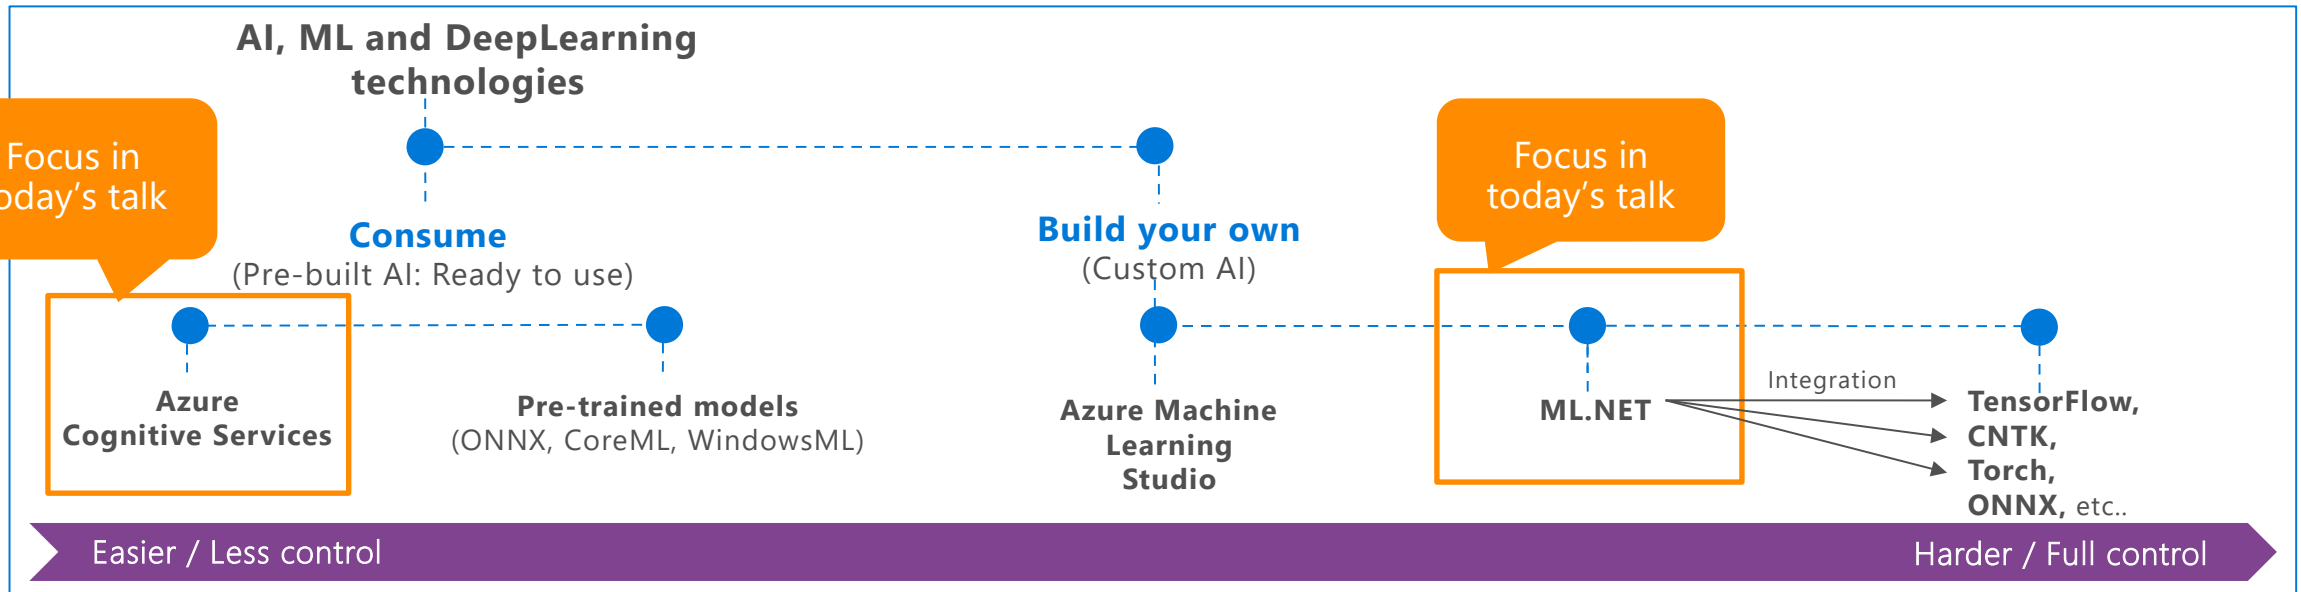 AI, ML and DeepLearning
technologies
Focus in
oday's talk
Focus in
today's talk
Consume
(Pre-built AI: Ready to use)
Build your own
(Custom AI)
Azure
Cognitive Services
Pre-trained models
(ONNX, CoreML, WindowsML)
Azure Machine
Learning
Studio
ML.NET
Integration
TensorFlow,
CNTK,
Torch,
ONNX, etc..
Easier / Less control
Harder / Full control